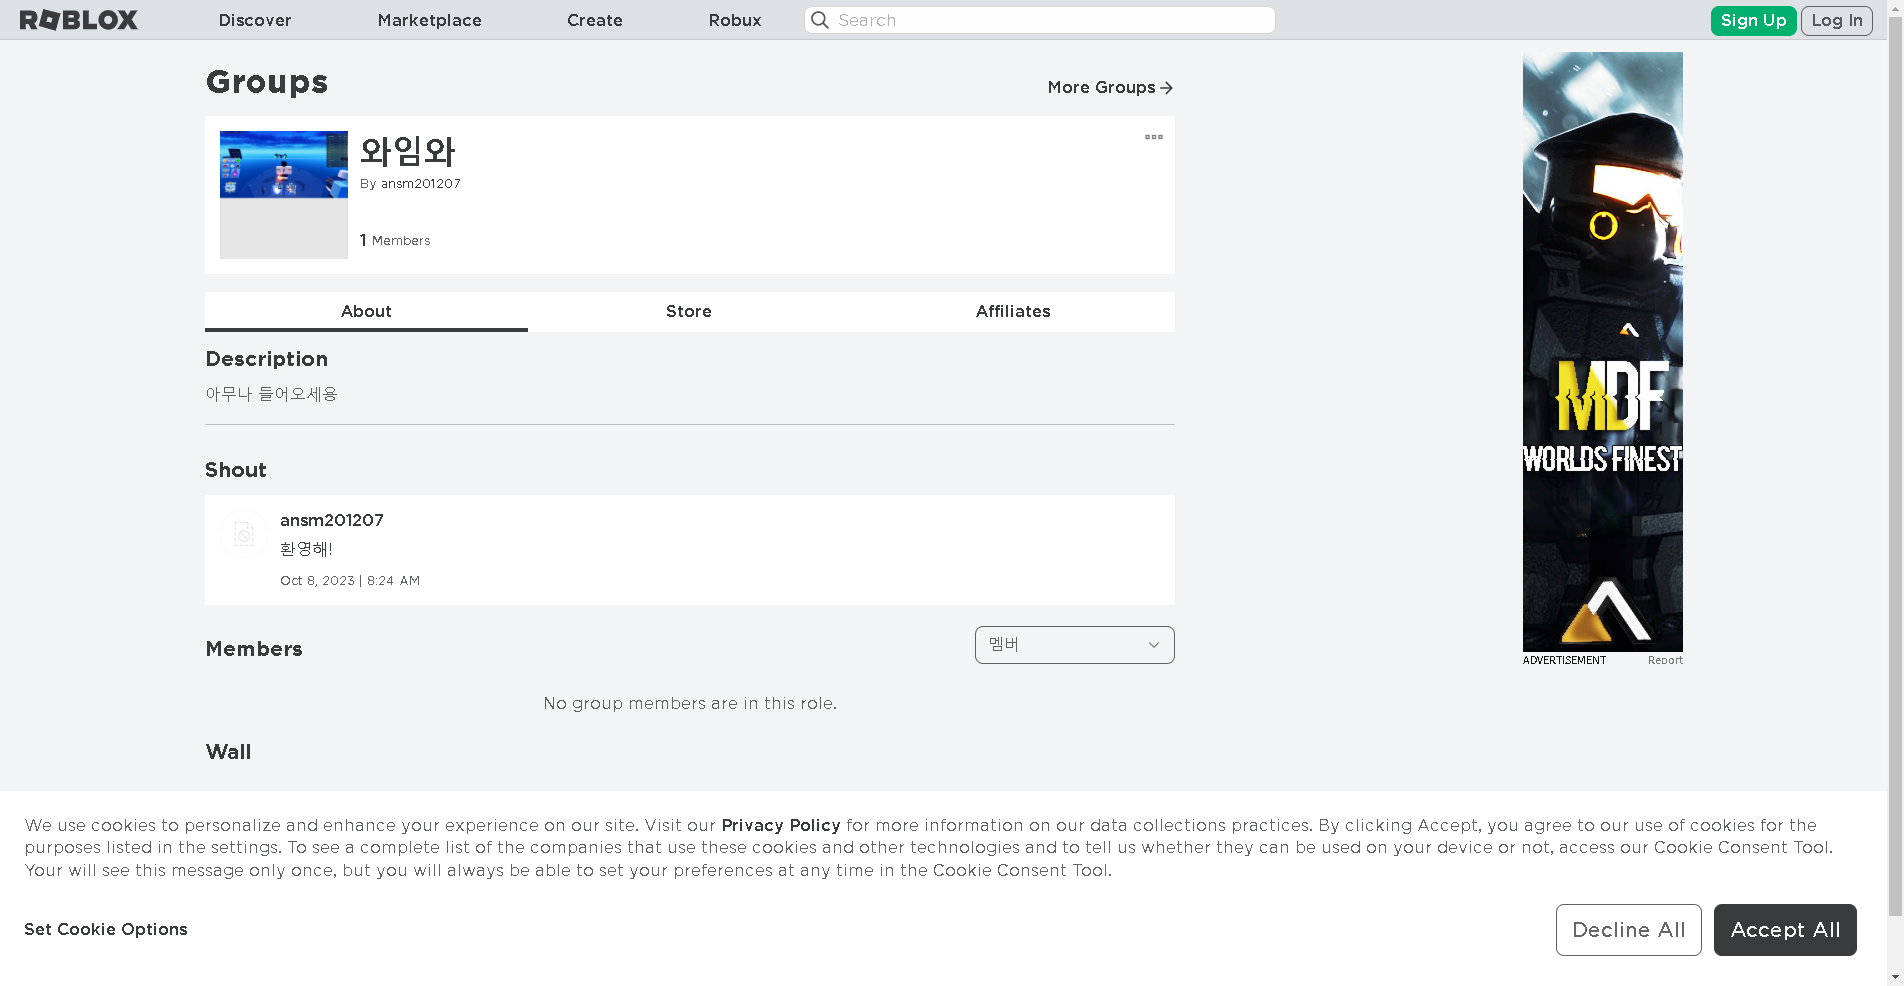 ROBLOX
Discover
Marketplace
Create
Robux
Search
Sign Up
Log In
Groups
More Groups
와임와
By ansm201207
1 Members
About
Store
Affiliates
Description
아무나 들어오세용
Shout
ansm201207
환영해!
Oct 8, 2023 | 8:24 AM
Members
멤버
No group members are in this role.
Wall
MDF
WORLDS FINEST
ADVERTISEMENT
Report
We use cookies to personalize and enhance your experience on our site. Visit our Privacy Policy for more information on our data collections practices. By clicking Accept, you agree to our use of cookies for the
purposes listed in the settings. To see a complete list of the companies that use these cookies and other technologies and to tell us whether they can be used on your device or not, access our Cookie Consent Tool.
Your will see this message only once, but you will always be able to set your preferences at any time in the Cookie Consent Tool.
Set Cookie Options
Decline All
Accept All